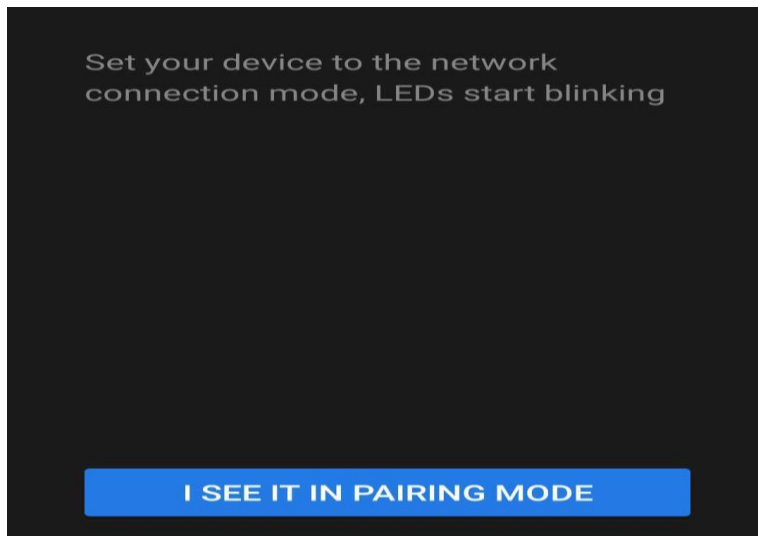 Set your device to the network
connection mode, LEDs start blinking
I SEE IT IN PAIRING MODE